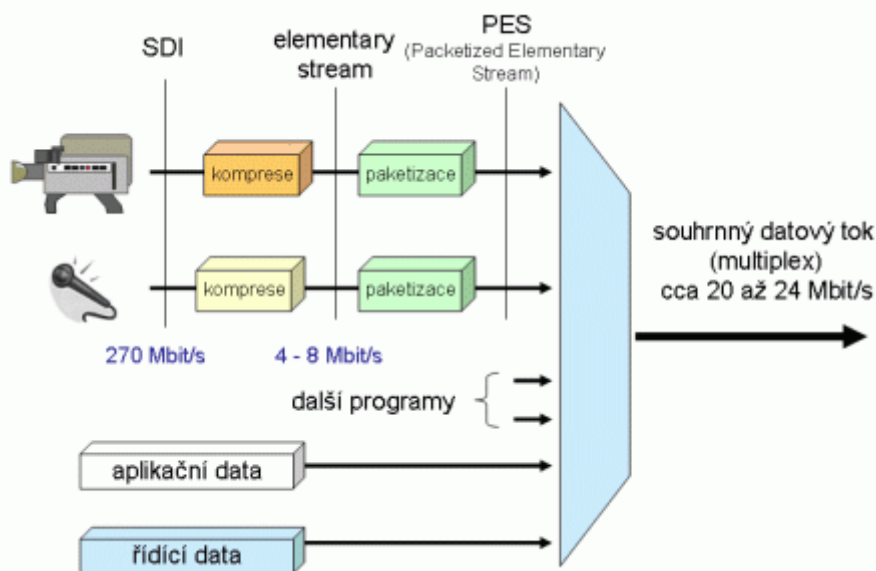 SDI
elementary
stream
PES
(Packetized Elementary
Stream)
komprese
paketizace
komprese
paketizace
270 Mbit/s
4 - 8 Mbit/s
další programy
aplikační data
řídící data
souhrnný datový tok
(multiplex)
cca 20 až 24 Mbit/s